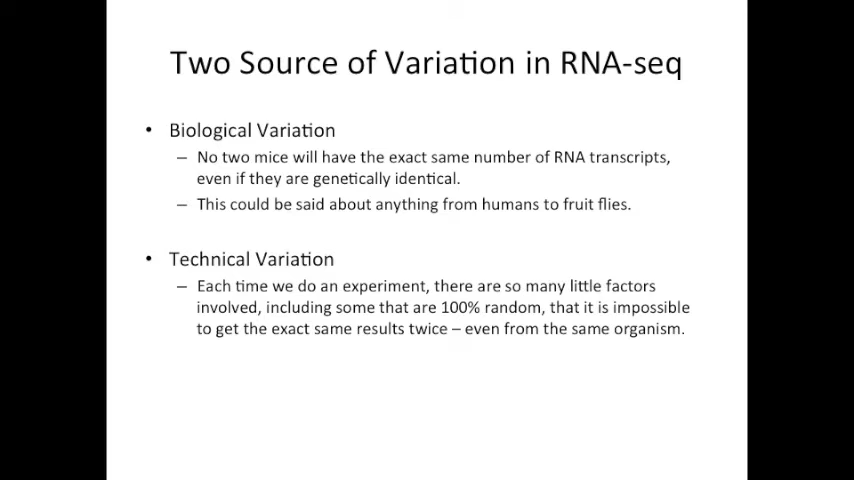 Two Source of Variation in RNA-seq
• Biological Variation
– No two mice will have the exact same number of RNA transcripts,
even if they are genetically identical.
– This could be said about anything from humans to fruit flies.
• Technical Variation
– Each time we do an experiment, there are so many little factors
involved, including some that are 100% random, that it is impossible
to get the exact same results twice – even from the same organism.